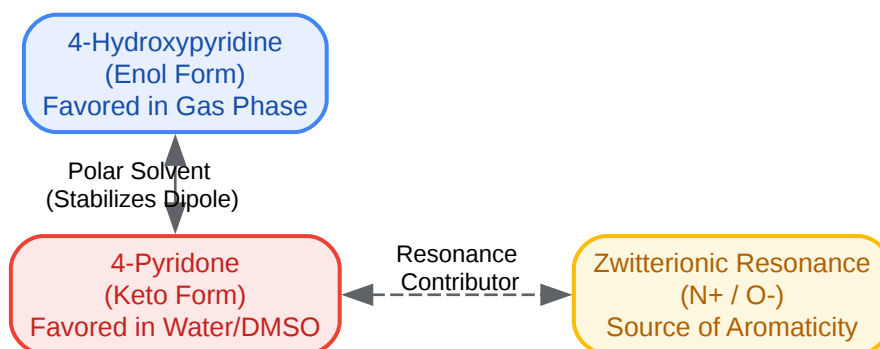 4-Hydroxypyridine
(Enol Form)
Favored in Gas Phase
Polar Solvent
(Stabilizes Dipole)
4-Pyridone
(Keto Form)
Favored in Water/DMSO
Resonance
Contributor
Zwitterionic Resonance
(N+ / O-)
Source of Aromaticity